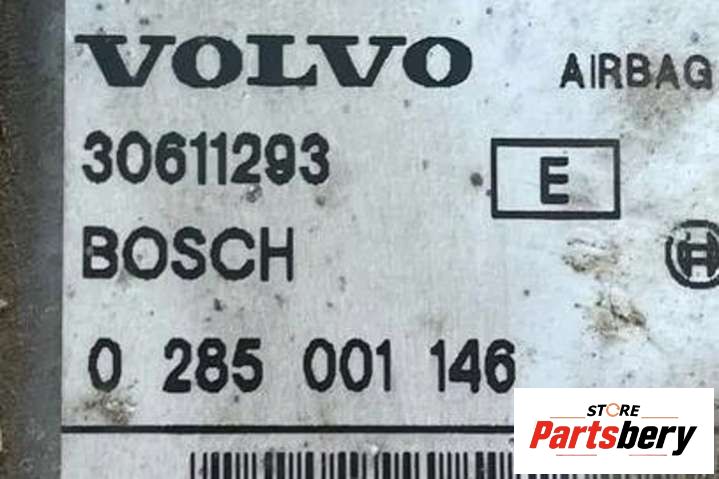 VOLVO AIRBAG
30611293
E
BOSCH
0 285 001 146
STORE
Partsbery